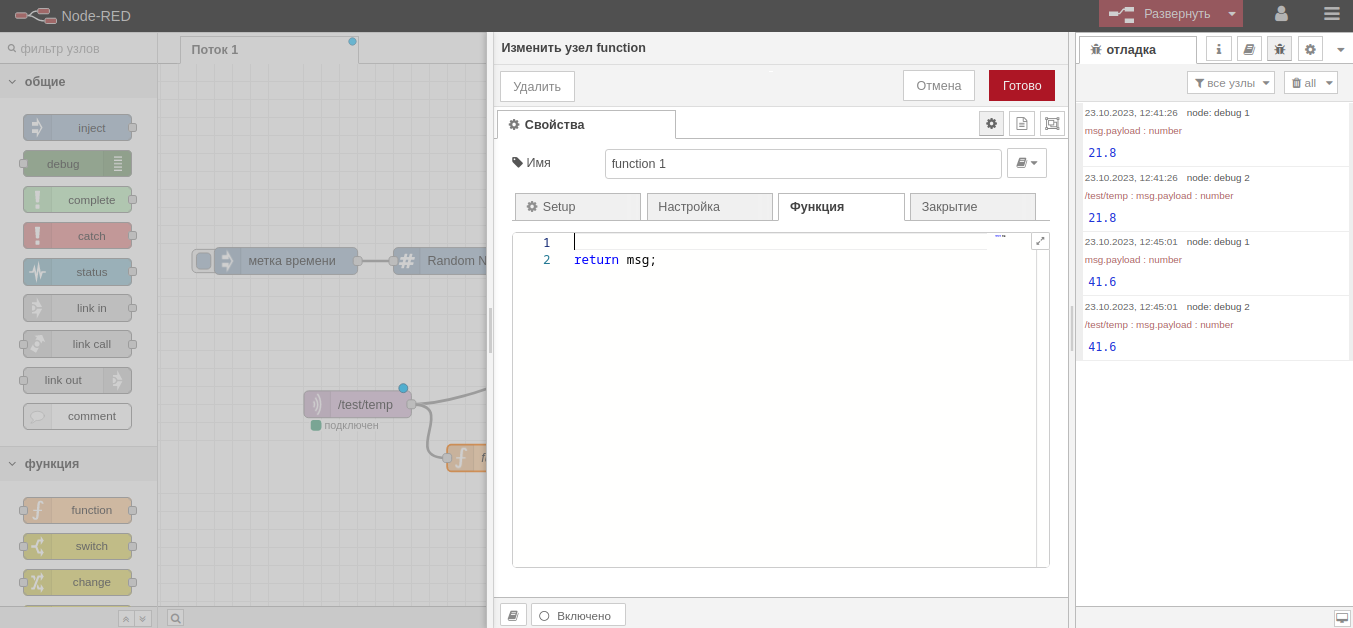 Node-RED
Развернуть
фильтр узлов
общие
inject
debug
complete
catch
status
link in
link call
link out
comment
функция
function
switch
change
Поток 1
метка времени
Random N
/test/temp
подключен
Изменить узел function
Удалить
Отмена
Готово
Свойства
Имя
function 1
Setup
Настройка
Функция
Закрытие
1
2 return msg;
Включено
отладка
все узлы
all
23.10.2023, 12:41:26 node: debug 1
msg.payload : number
21.8
23.10.2023, 12:41:26 node: debug 2
/test/temp : msg.payload : number
21.8
23.10.2023, 12:45:01 node: debug 1
msg.payload : number
41.6
23.10.2023, 12:45:01 node: debug 2
/test/temp : msg.payload : number
41.6